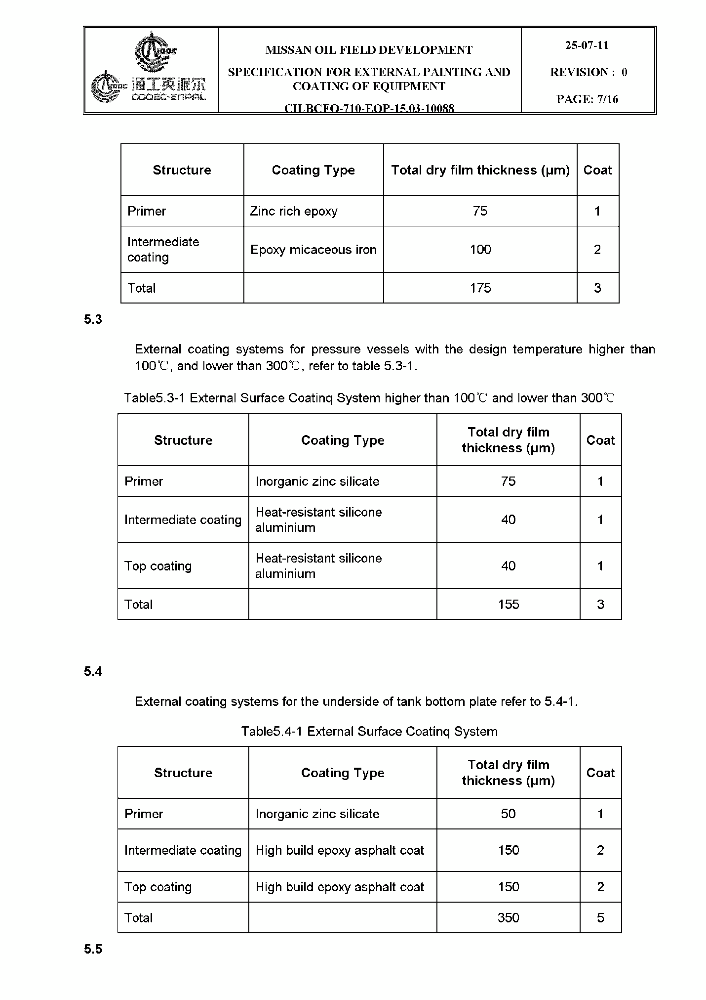 CNOOC
CNOOC 海工英派尔
COOEC-ENPAL
MISSAN OIL FIELD DEVELOPMENT
SPECIFICATION FOR EXTERNAL PAINTING AND
COATING OF EQUIPMENT
CILBCFO-710-EOP-15.03-10088
25-07-11
REVISION : 0
PAGE: 7/16
Structure Coating Type Total dry film thickness (μm) Coat
Primer Zinc rich epoxy 75 1
Intermediate
coating Epoxy micaceous iron 100 2
Total 175 3
5.3
External coating systems for pressure vessels with the design temperature higher than
100℃, and lower than 300℃, refer to table 5.3-1.
Table5.3-1 External Surface Coatinq System higher than 100℃ and lower than 300℃
Structure Coating Type Total dry film
thickness (μm) Coat
Primer Inorganic zinc silicate 75 1
Intermediate coating Heat-resistant silicone
aluminium 40 1
Top coating Heat-resistant silicone
aluminium 40 1
Total 155 3
5.4
External coating systems for the underside of tank bottom plate refer to 5.4-1.
Table5.4-1 External Surface Coatinq System
Structure Coating Type Total dry film
thickness (μm) Coat
Primer Inorganic zinc silicate 50 1
Intermediate coating High build epoxy asphalt coat 150 2
Top coating High build epoxy asphalt coat 150 2
Total 350 5
5.5